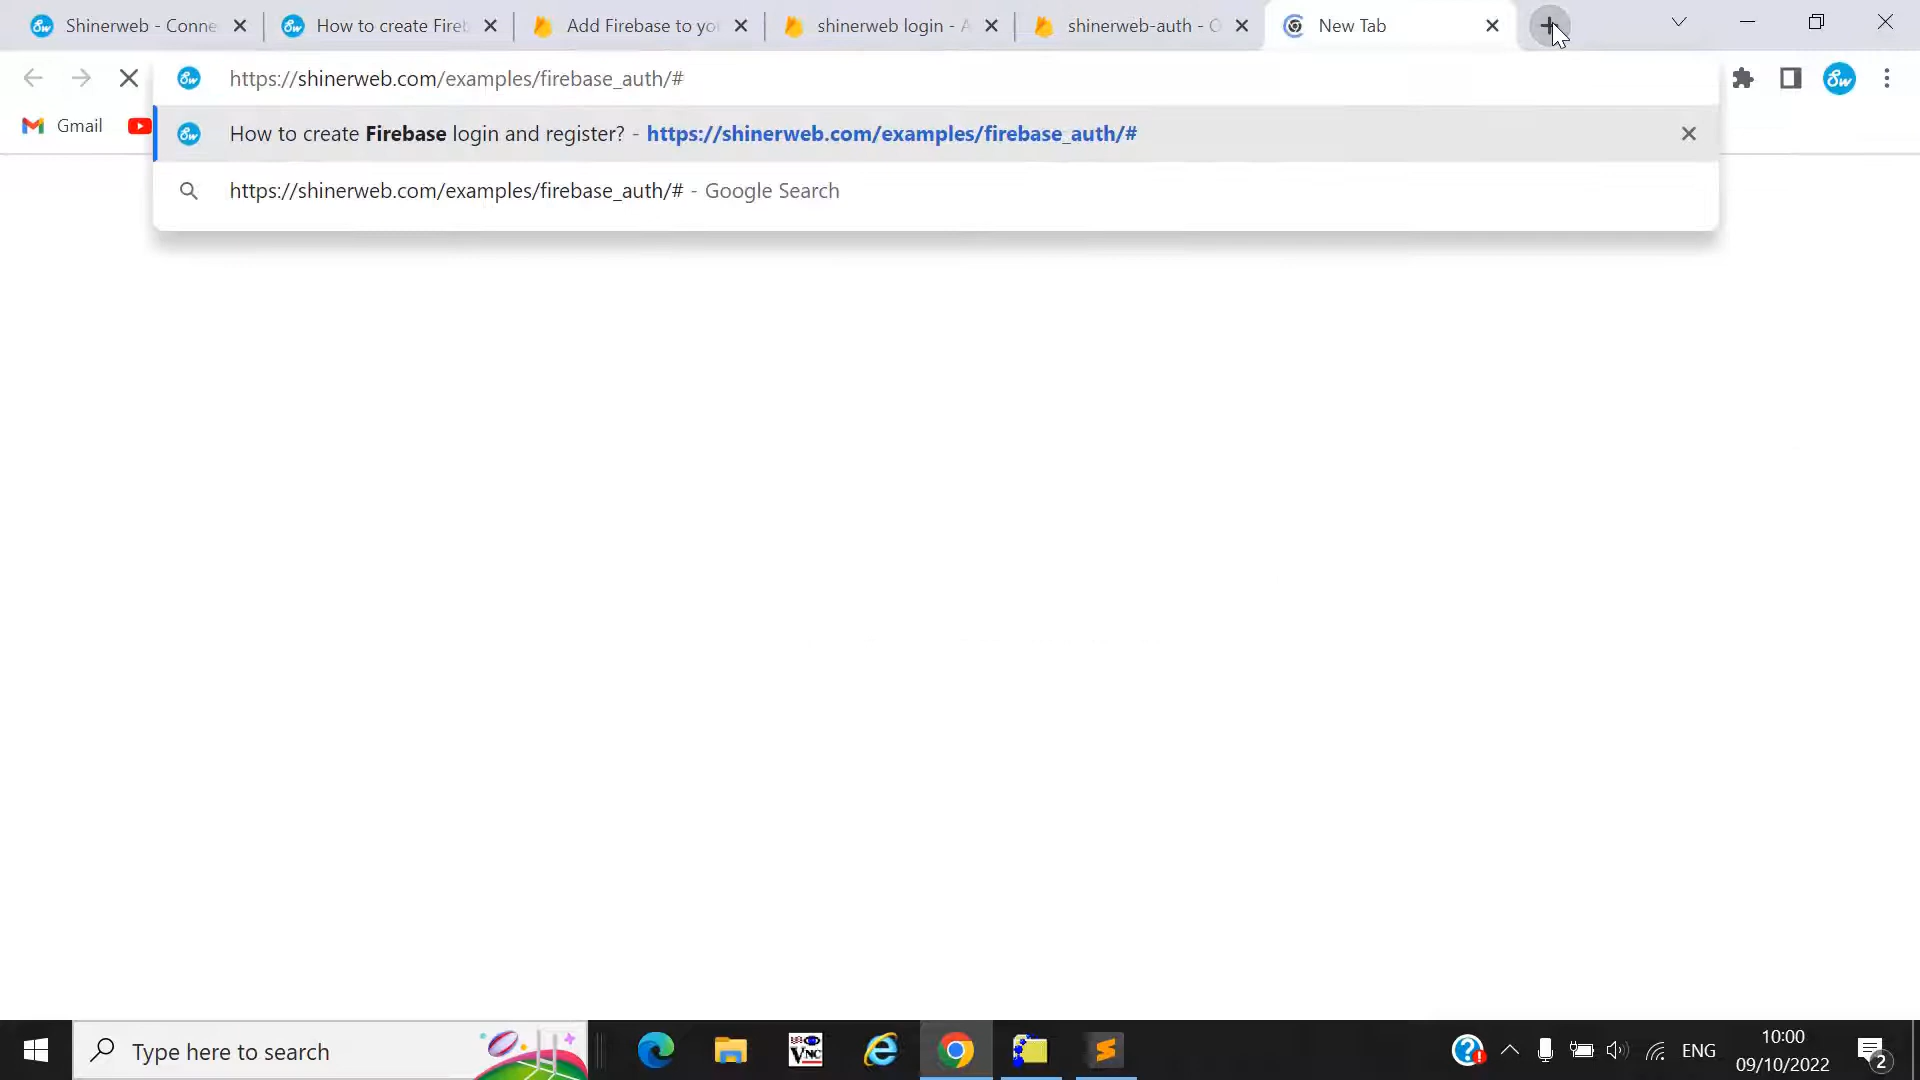 Shinerweb - Conne
How to create Fireb
Add Firebase to yo
shinerweb login - A
shinerweb-auth - O
New Tab
https://shinerweb.com/examples/firebase_auth/#
Sw
Gmail
How to create Firebase login and register? - https://shinerweb.com/examples/firebase_auth/#
https://shinerweb.com/examples/firebase_auth/# - Google Search
Type here to search
VNC
ENG
10:00
09/10/2022
2